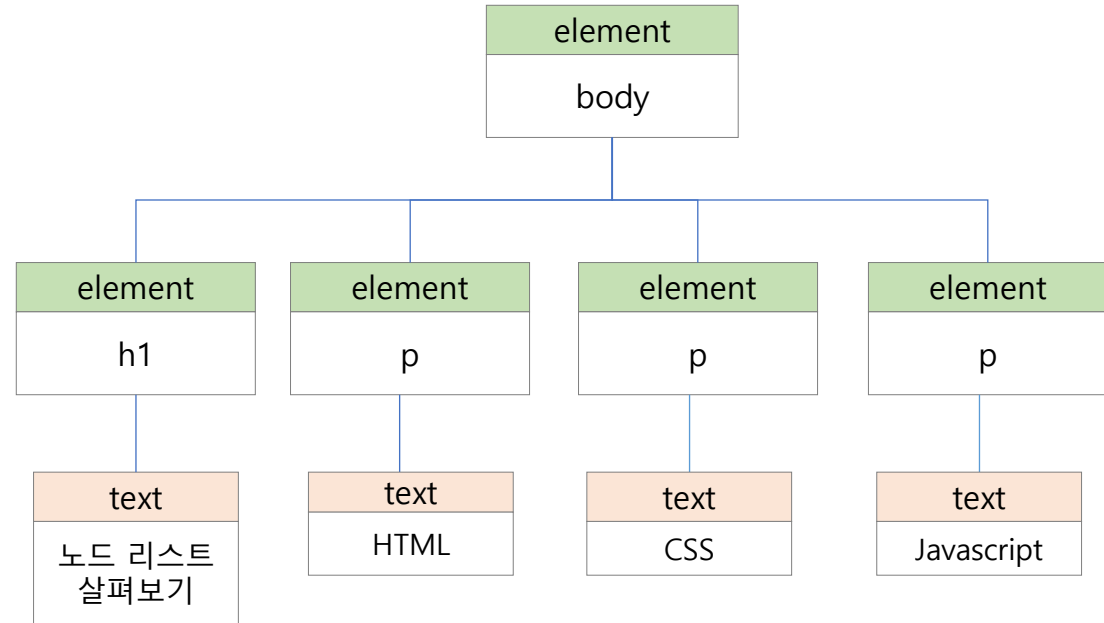 element
body
element
h1
element
p
element
p
element
p
text
노드 리스트
살펴보기
text
HTML
text
CSS
text
Javascript